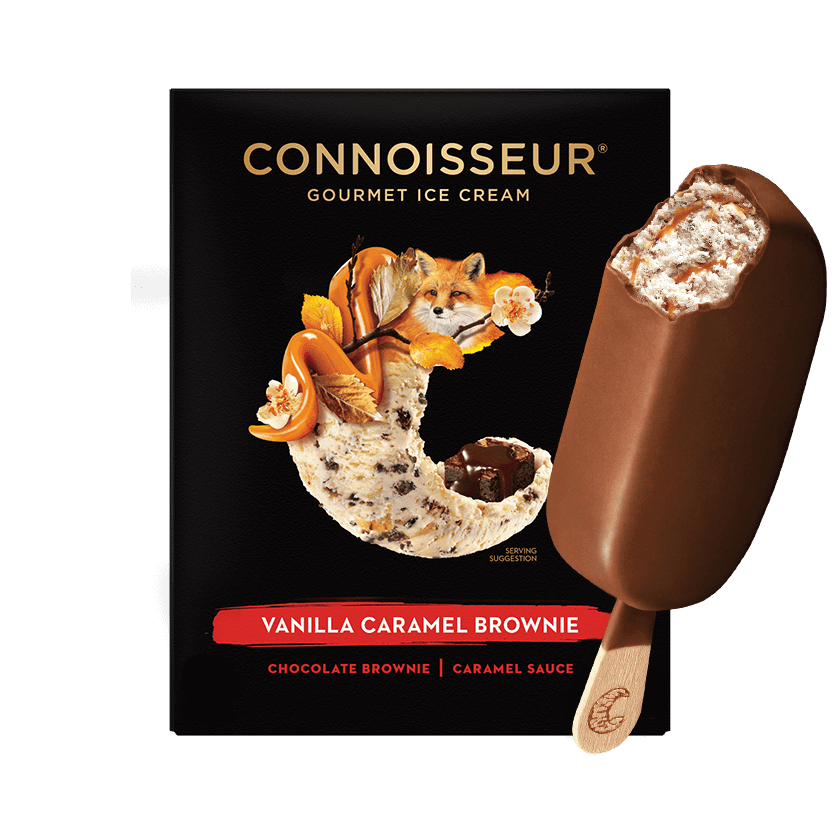 CONNOISSEUR®
GOURMET ICE CREAM
SERVING
SUGGESTION
VANILLA CARAMEL BROWNIE
CHOCOLATE BROWNIE | CARAMEL SAUCE